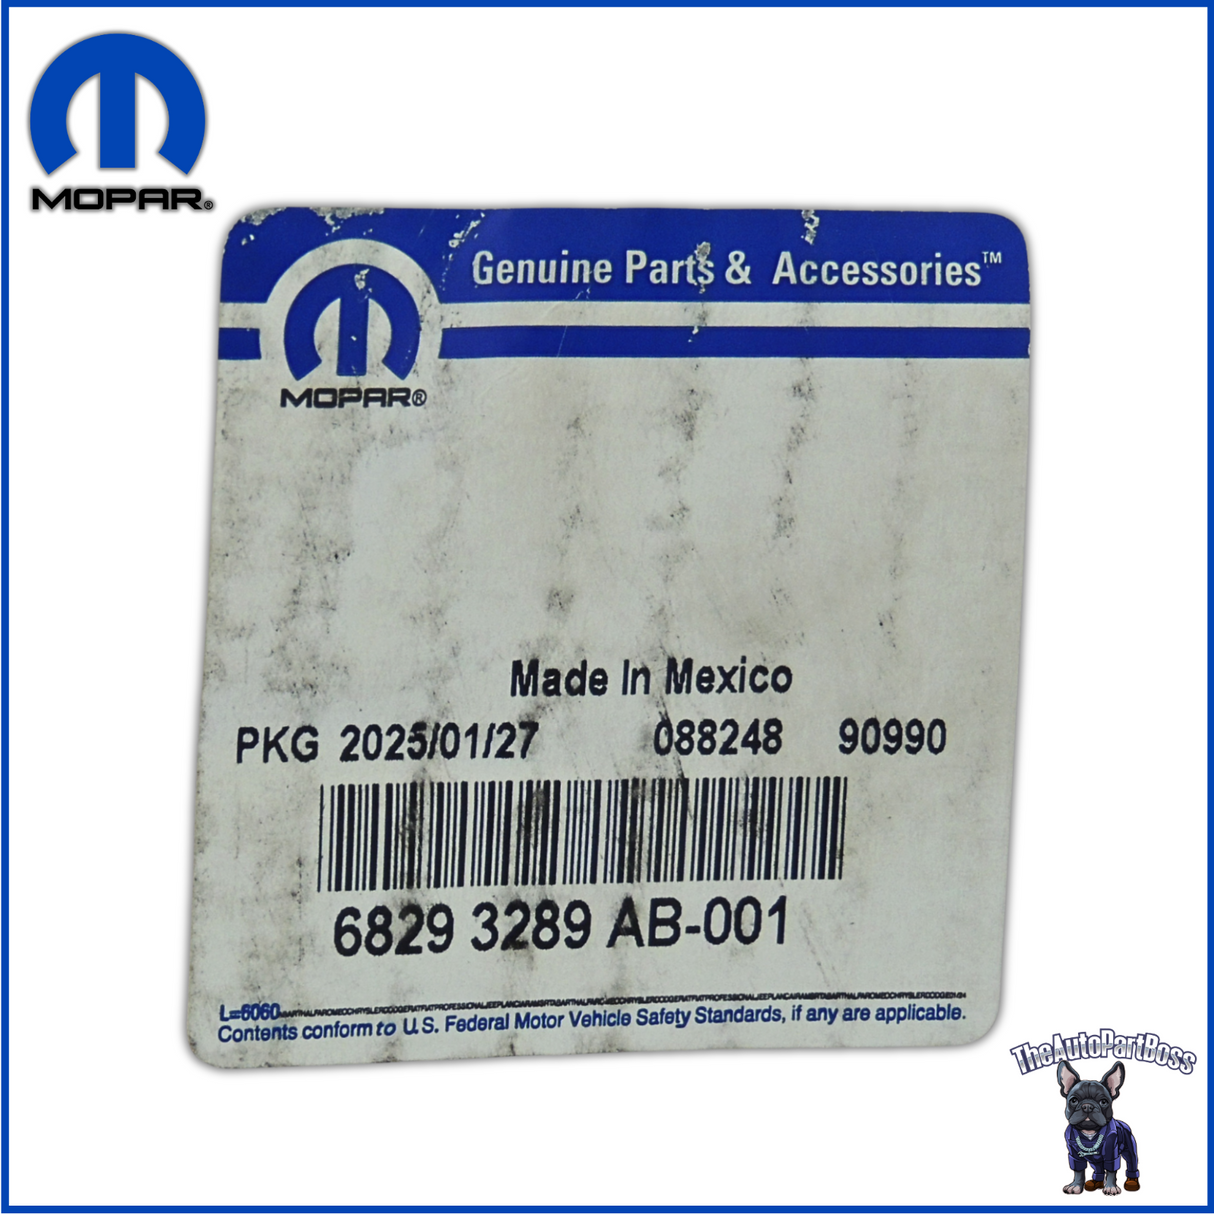 MOPAR®
Genuine Parts & Accessories™
MOPAR®
Made In Mexico
PKG 2025/01/27 088248 90990
6829 3289 AB-001
L=6060
Contents conform to U.S. Federal Motor Vehicle Safety Standards, if any are applicable.
TheAutoPartBoss